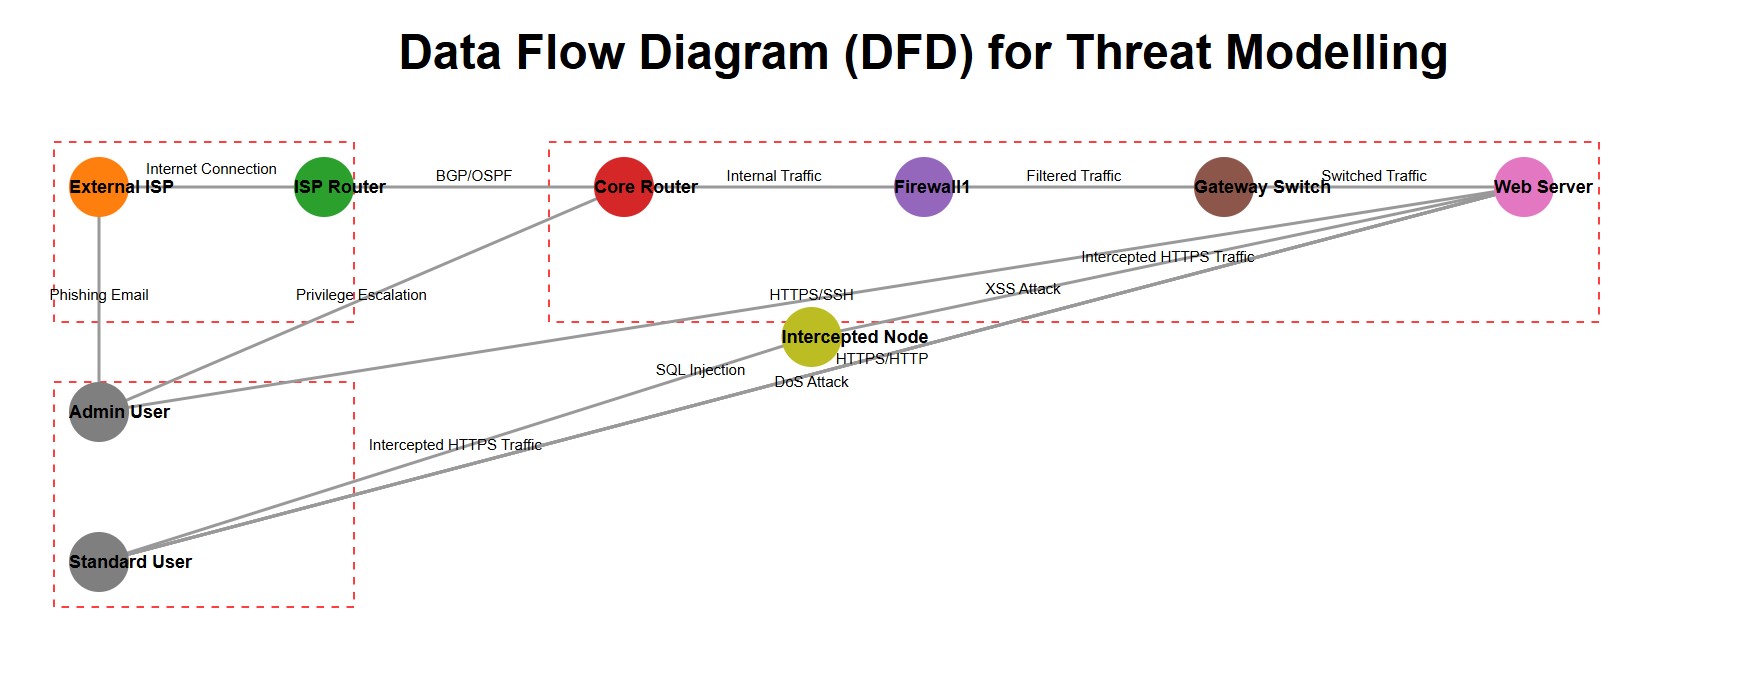 Data Flow Diagram (DFD) for Threat Modelling
Internet Connection
BGP/OSPF
Internal Traffic
Filtered Traffic
Switched Traffic
External ISP
ISP Router
Core Router
Firewall1
Gateway Switch
Web Server
Intercepted HTTPS Traffic
XSS Attack
Phishing Email
Privilege Escalation
HTTPS/SSH
Intercepted Node
HTTPS/HTTP
SQL Injection
DoS Attack
Admin User
Intercepted HTTPS Traffic
Standard User